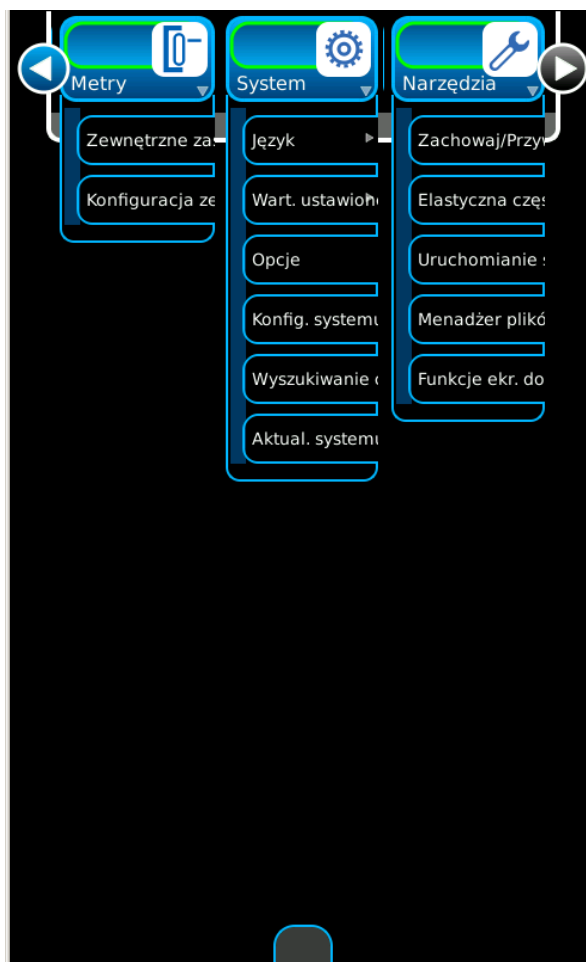 Metry
Zewnętrzne za
Konfiguracja ze
System
Język
Wart. ustawion
Opcje
Konfig. system
Wyszukiwanie
Aktual. system
Narzędzia
Zachowaj/Przy
Elastyczna częs
Uruchomianie
Menadżer plikó
Funkcje ekr. do